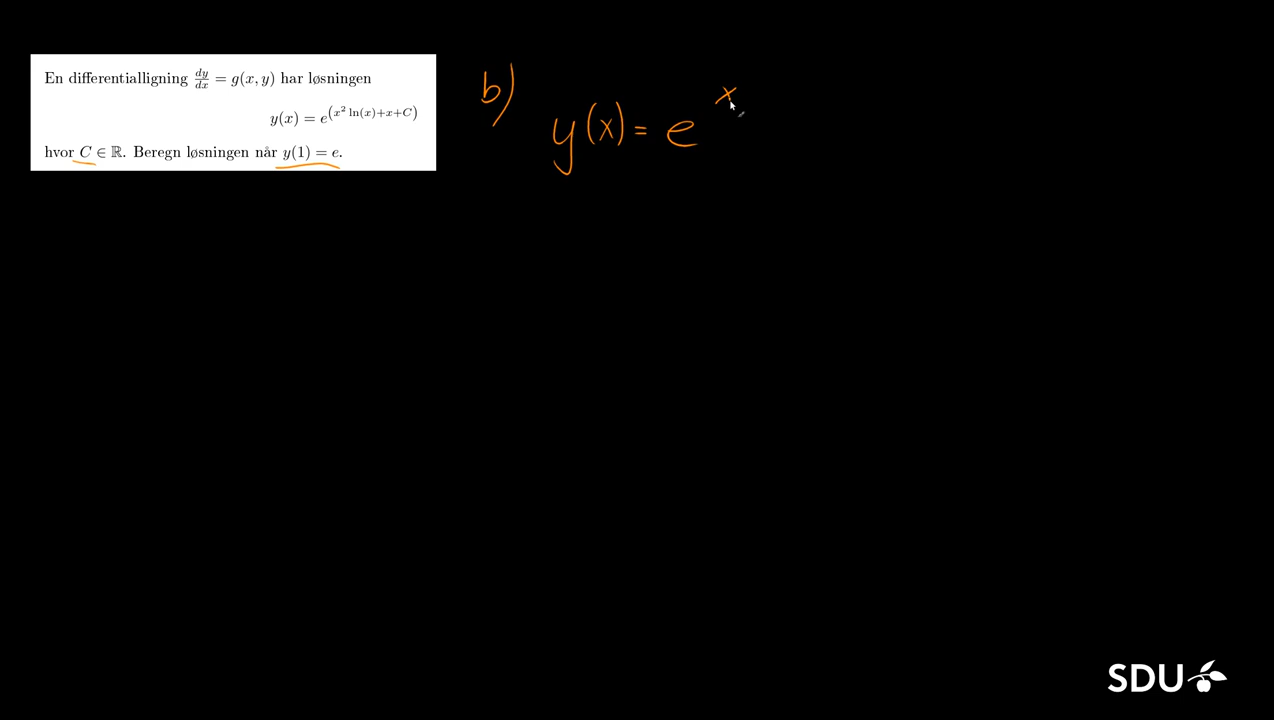 En differentialligning dy/dx = g(x, y) har løsningen
y(x) = e^(x² ln(x)+x+C)
hvor C ∈ ℝ. Beregn løsningen når y(1) = e.
b)
y(x) = e^x
SDU